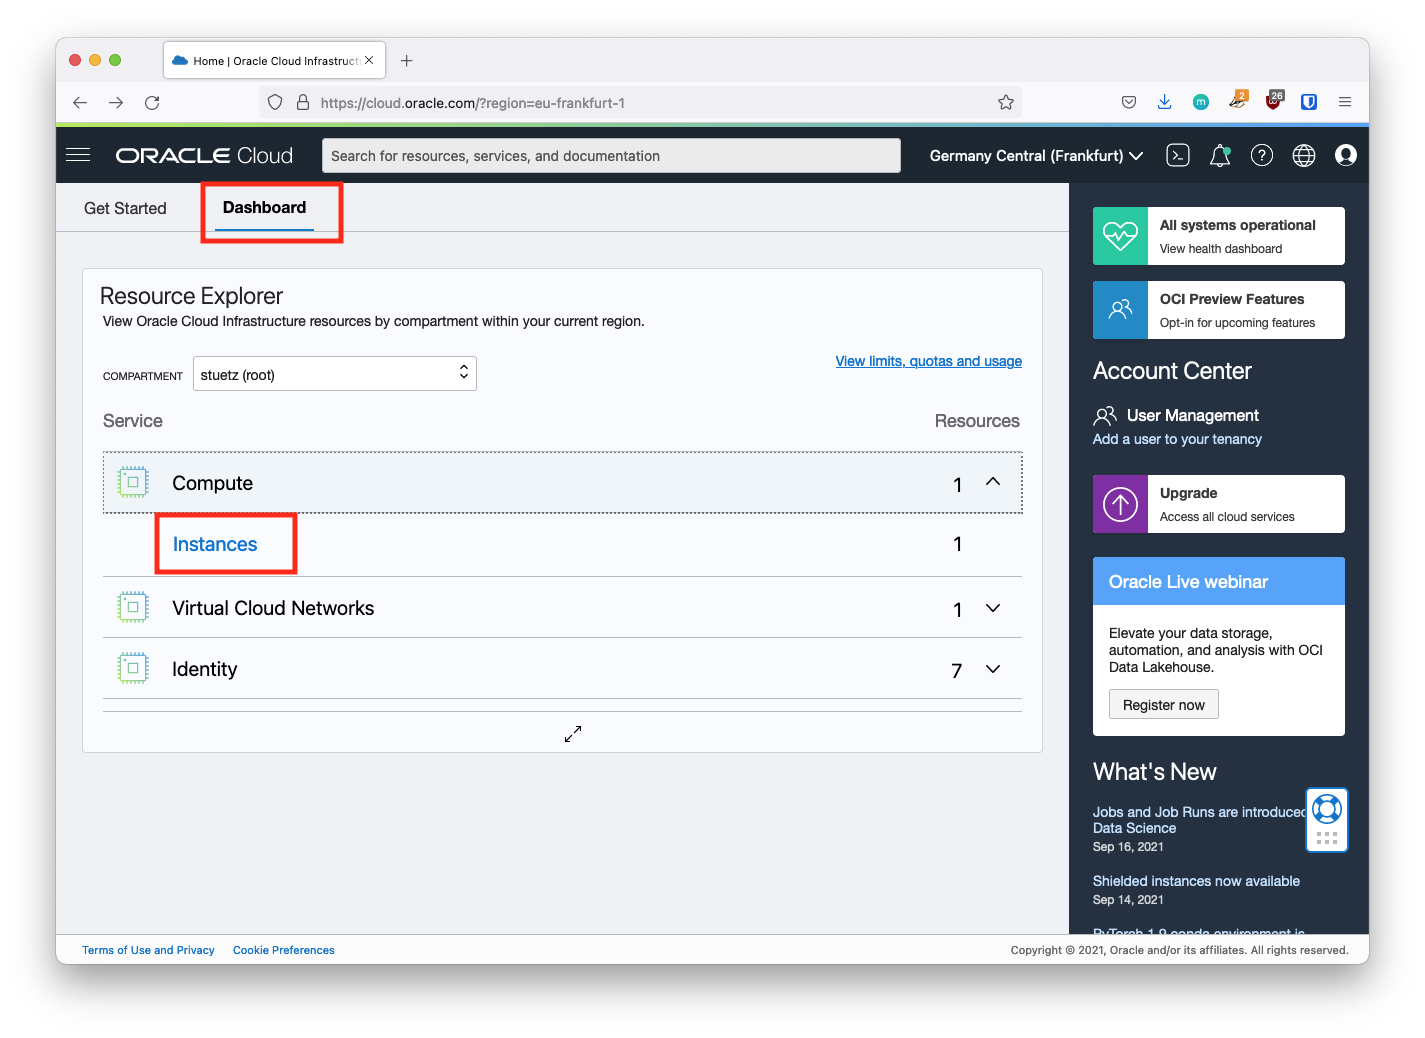 Home | Oracle Cloud Infrastruct
https://cloud.oracle.com/?region=eu-frankfurt-1
m
2
26
ORACLE Cloud
Search for resources, services, and documentation
Germany Central (Frankfurt)
Get Started
Dashboard
Resource Explorer
View Oracle Cloud Infrastructure resources by compartment within your current region.
View limits, quotas and usage
COMPARTMENT
stuetz (root)
Service
Resources
Compute
1
Instances
1
Virtual Cloud Networks
1
Identity
7
All systems operational
View health dashboard
OCI Preview Features
Opt-in for upcoming features
Account Center
User Management
Add a user to your tenancy
Upgrade
Access all cloud services
Oracle Live webinar
Elevate your data storage,
automation, and analysis with OCI
Data Lakehouse.
Register now
What's New
Jobs and Job Runs are introduced
Data Science
Sep 16, 2021
Shielded instances now available
Sep 14, 2021
PyTorch 1.9 conda environment is
Terms of Use and Privacy
Cookie Preferences
Copyright © 2021, Oracle and/or its affiliates. All rights reserved.